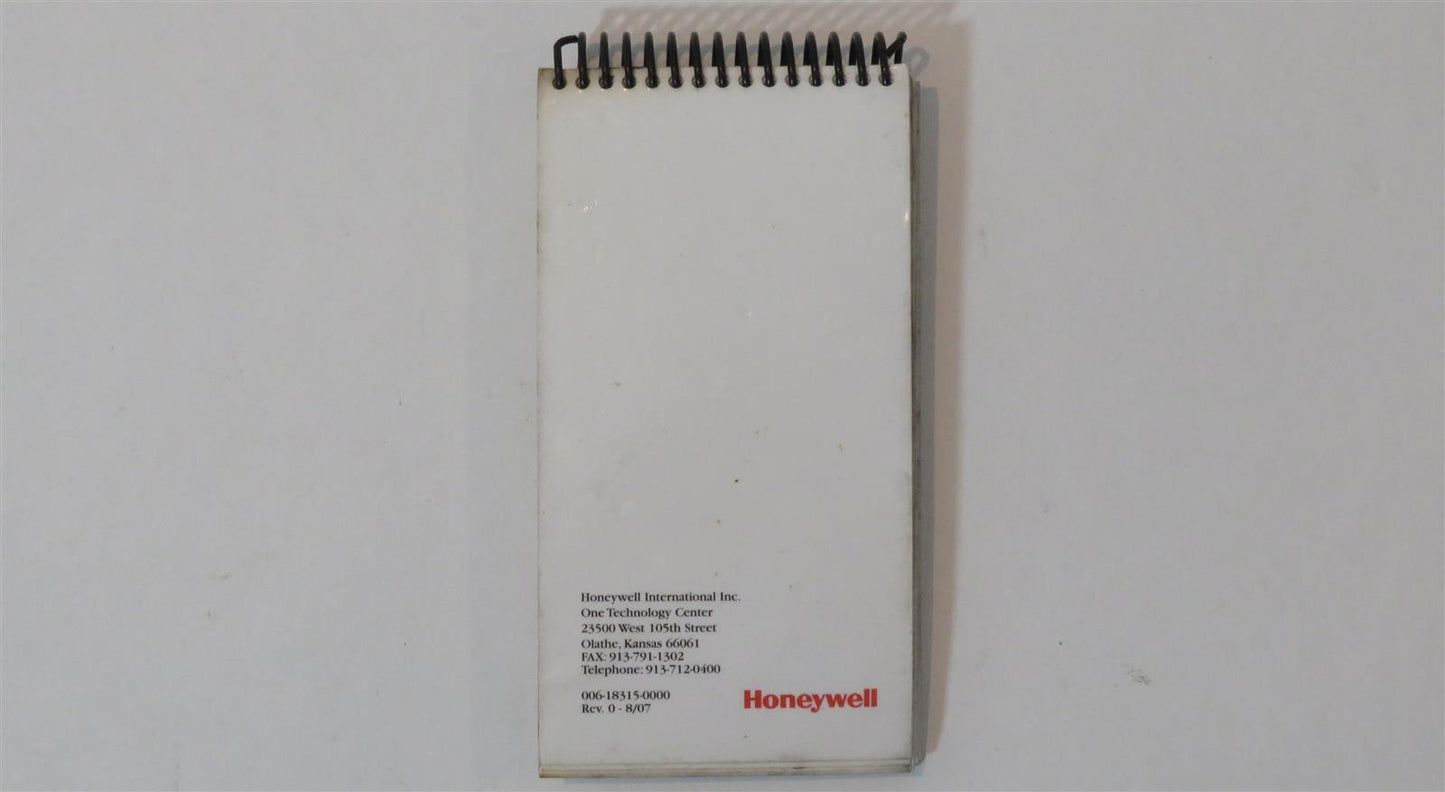 Honeywell International Inc.
One Technology Center
23500 West 105th Street
Olathe, Kansas 66061
FAX: 913-791-1302
Telephone: 913-712-0400
006-18315-0000
Rev. 0 - 8/07
Honeywell